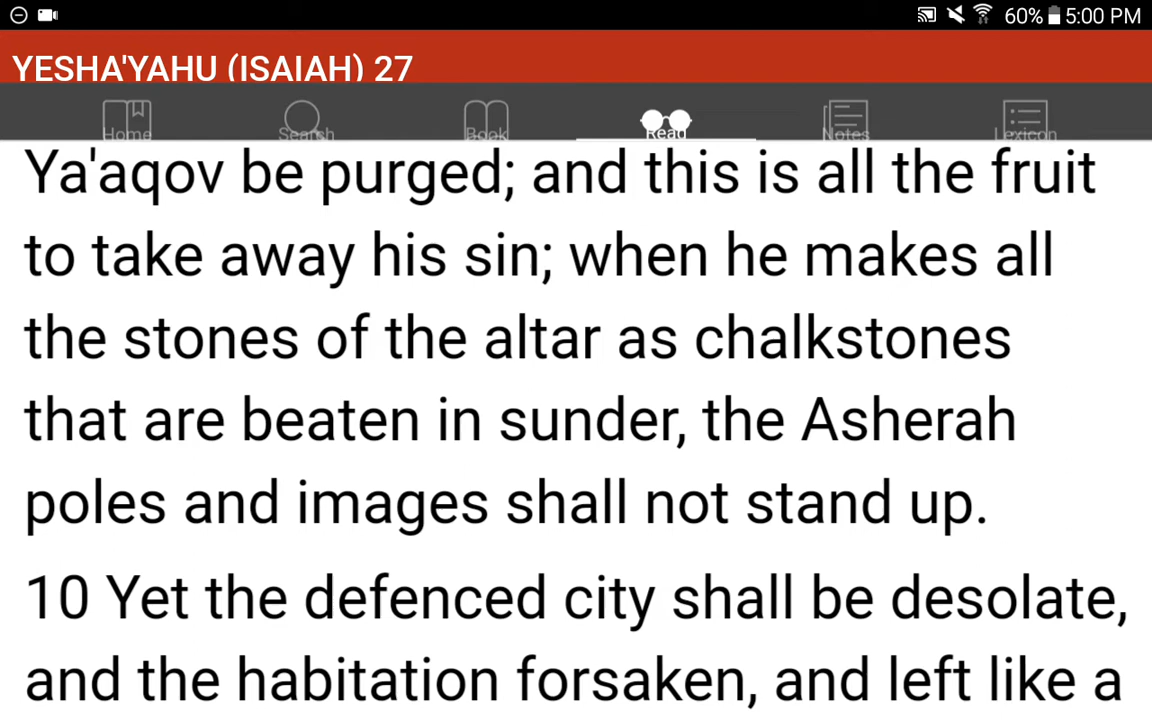 60% 5:00 PM
YESHA'YAHU (ISAIAH) 27
Home Search Book Read Notes Lexicon
Ya'aqov be purged; and this is all the fruit
to take away his sin; when he makes all
the stones of the altar as chalkstones
that are beaten in sunder, the Asherah
poles and images shall not stand up.
10 Yet the defenced city shall be desolate,
and the habitation forsaken, and left like a